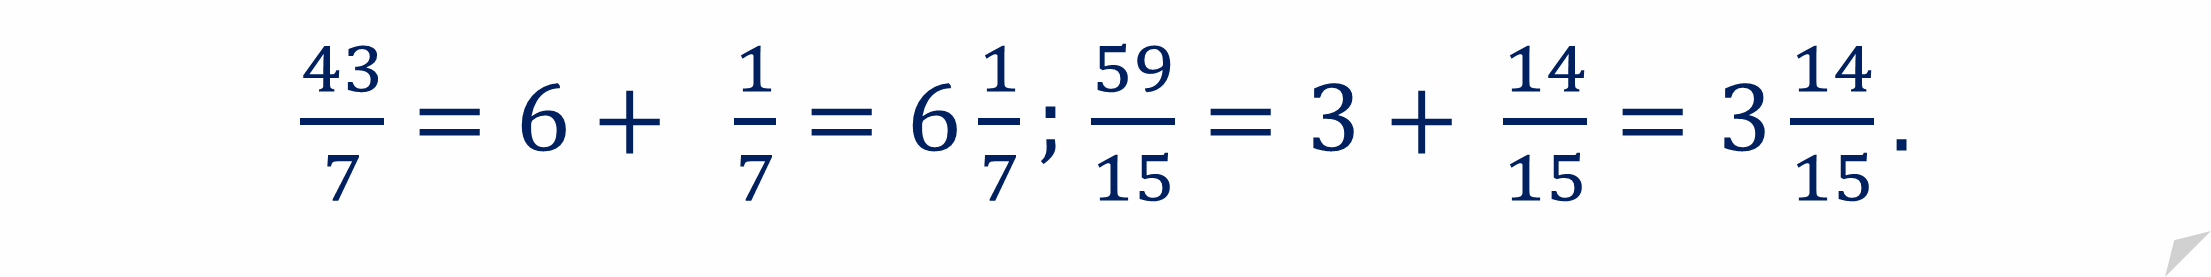 43/7 = 6 + 1/7 = 6 1/7; 59/15 = 3 + 14/15 = 3 14/15.